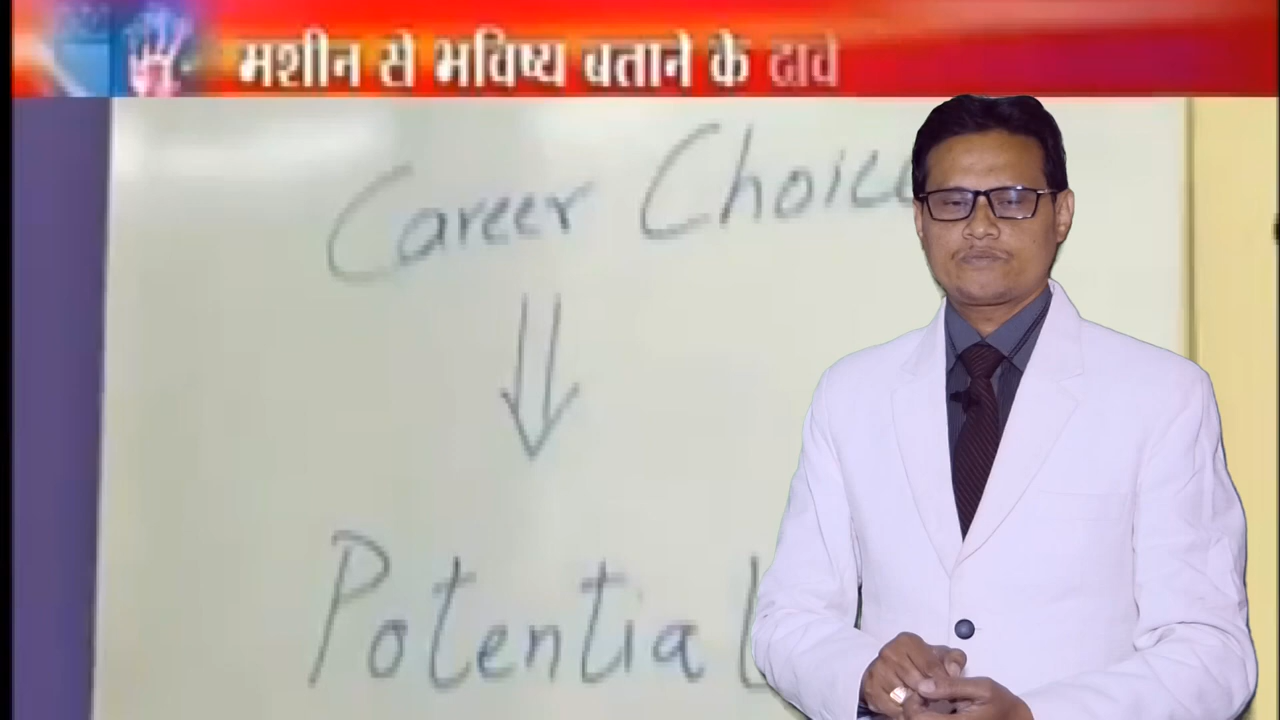 मशीन से भविष्य बताने के दावे
Career Choice
Potential